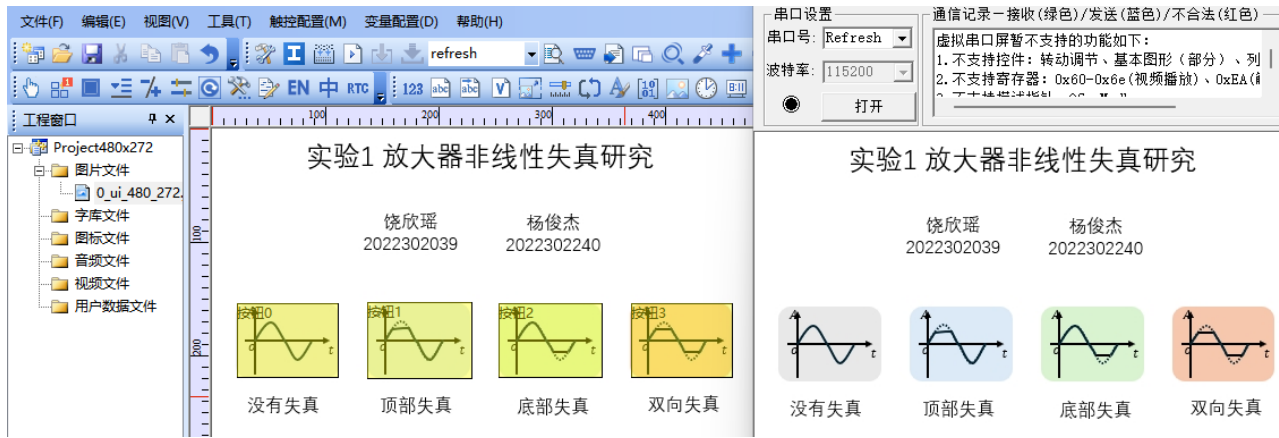 文件(F) 编辑(E) 视图(V) 工具(T) 触控配置(M) 变量配置(D) 帮助(H)
refresh
EN 中 RTC 123 abc abc
工程窗口
Project480x272
图片文件
0_ui_480_272.
字库文件
图标文件
音频文件
视频文件
用户数据文件
100 200 300 400
100
200
实验1 放大器非线性失真研究
饶欣瑶 杨俊杰
2022302039 2022302240
按钮0 按钮1 按钮2 按钮3
o t o t o t o t
没有失真 顶部失真 底部失真 双向失真
串口设置
串口号: Refresh
波特率: 115200
打开
通信记录－接收(绿色)/发送(蓝色)/不合法(红色)
虚拟串口屏暂不支持的功能如下:
1.不支持控件: 转动调节、基本图形（部分）、列
2.不支持寄存器: 0x60-0x6e(视频播放)、0xEA(
实验1 放大器非线性失真研究
饶欣瑶 杨俊杰
2022302039 2022302240
A A A A
o t o t o t o t
没有失真 顶部失真 底部失真 双向失真